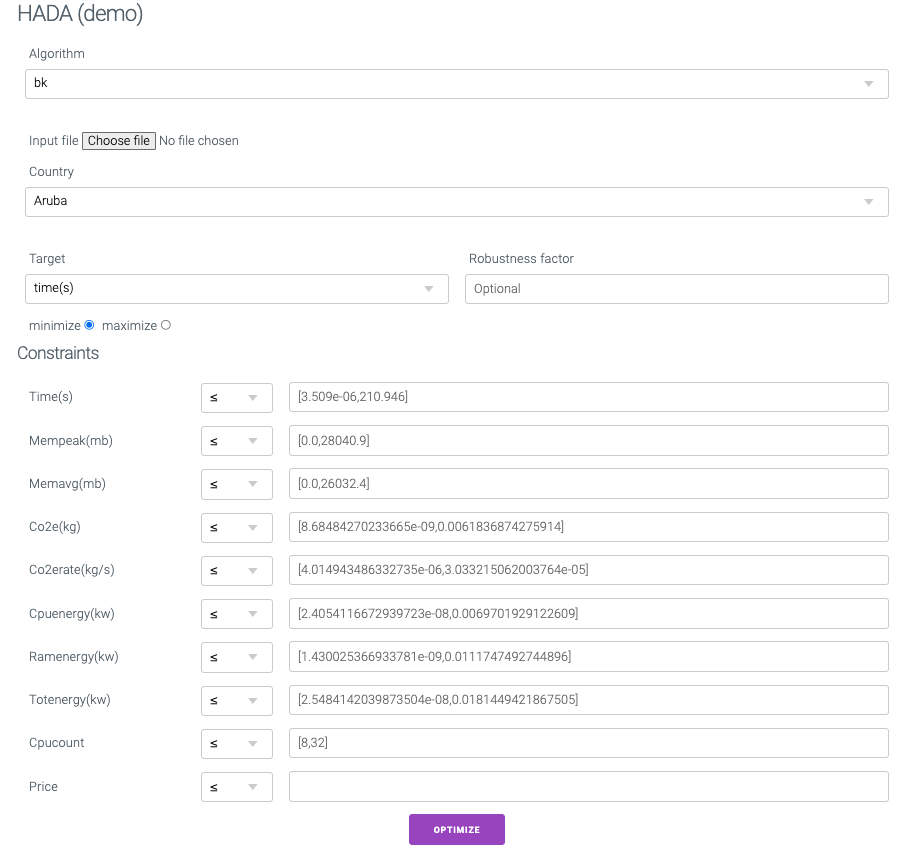 HADA (demo)
Algorithm
bk
Input file Choose file No file chosen
Country
Aruba
Target
Robustness factor
time(s)
Optional
minimize maximize
Constraints
Time(s) ≤ [3.509e-06,210.946]
Mempeak(mb) ≤ [0.0,28040.9]
Memavg(mb) ≤ [0.0,26032.4]
Co2e(kg) ≤ [8.68484270233665e-09,0.0061836874275914]
Co2erate(kg/s) ≤ [4.014943486332735e-06,3.033215062003764e-05]
Cpuenergy(kw) ≤ [2.4054116672939723e-08,0.0069701929122609]
Ramenergy(kw) ≤ [1.430025366933781e-09,0.0111747492744896]
Totenergy(kw) ≤ [2.5484142039873504e-08,0.0181449421867505]
Cpucount ≤ [8,32]
Price ≤
OPTIMIZE